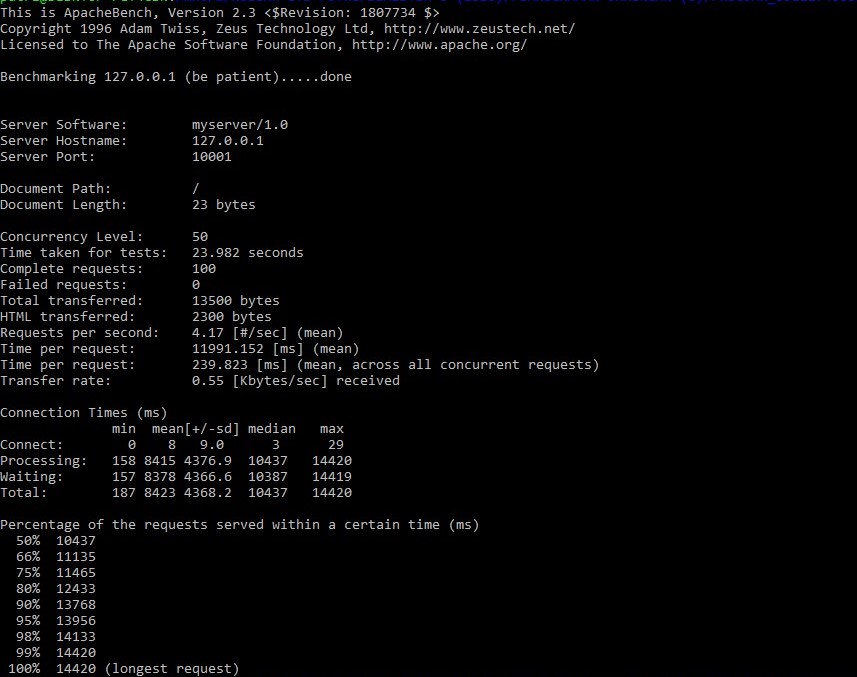 This is ApacheBench, Version 2.3 <$Revision: 1807734 $>
Copyright 1996 Adam Twiss, Zeus Technology Ltd, http://www.zeustech.net/
Licensed to The Apache Software Foundation, http://www.apache.org/
Benchmarking 127.0.0.1 (be patient).....done
Server Software:        myserver/1.0
Server Hostname:        127.0.0.1
Server Port:            10001
Document Path:          /
Document Length:        23 bytes
Concurrency Level:      50
Time taken for tests:   23.982 seconds
Complete requests:      100
Failed requests:        0
Total transferred:      13500 bytes
HTML transferred:       2300 bytes
Requests per second:    4.17 [#/sec] (mean)
Time per request:       11991.152 [ms] (mean)
Time per request:       239.823 [ms] (mean, across all concurrent requests)
Transfer rate:          0.55 [Kbytes/sec] received
Connection Times (ms)
              min  mean[+/-sd] median   max
Connect:        0    8   9.0      3      29
Processing:   158 8415 4376.9  10437   14420
Waiting:      157 8378 4366.6  10387   14419
Total:        187 8423 4368.2  10437   14420
Percentage of the requests served within a certain time (ms)
  50%  10437
  66%  11135
  75%  11465
  80%  12433
  90%  13768
  95%  13956
  98%  14133
  99%  14420
 100%  14420 (longest request)